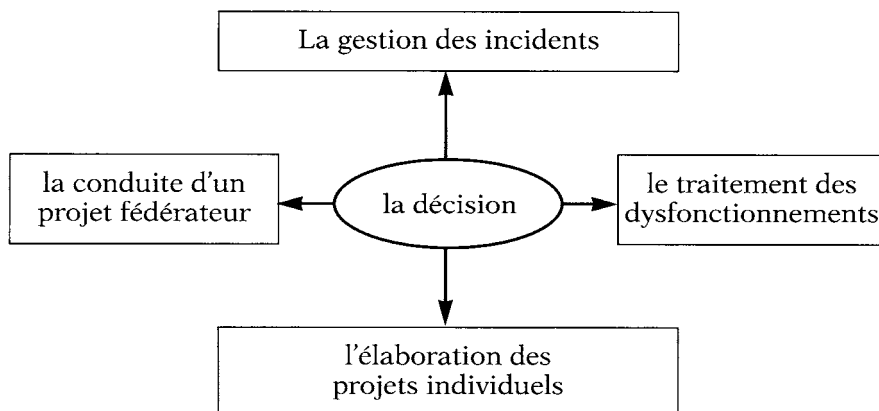 La gestion des incidents
la conduite d'un
projet fédérateur
la décision
le traitement des
dysfonctionnements
l'élaboration des
projets individuels